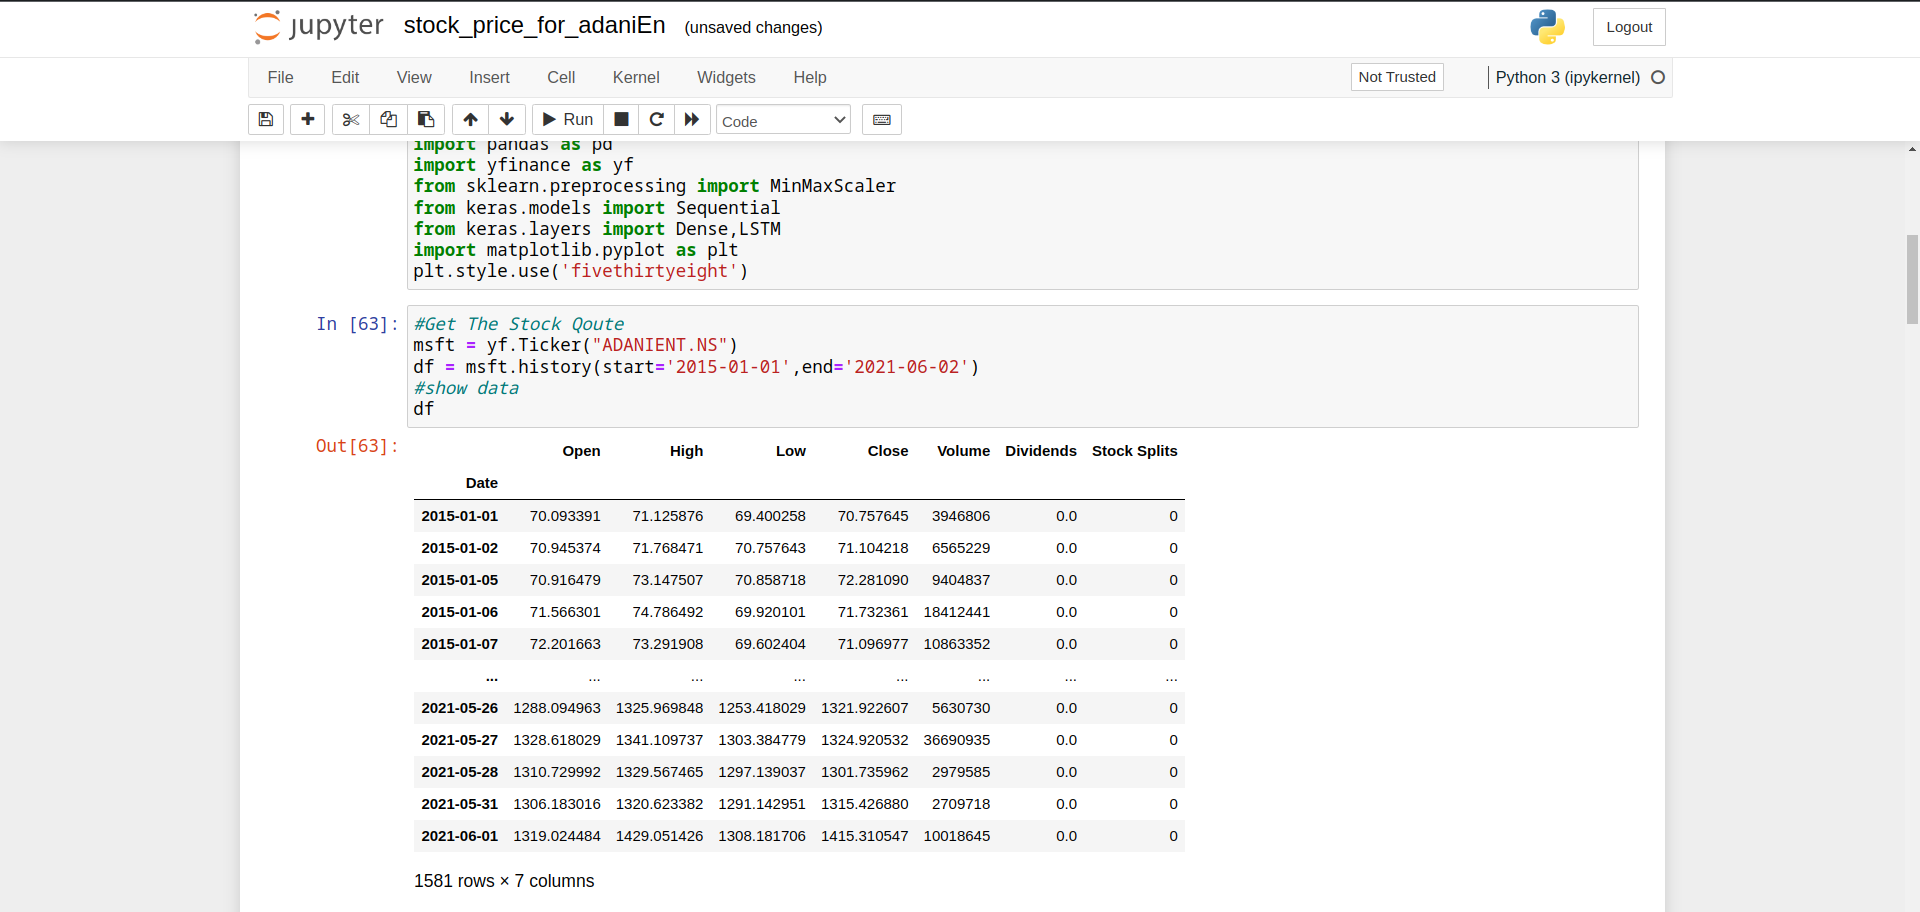 jupyter stock_price_for_adaniEn (unsaved changes) Logout
File Edit View Insert Cell Kernel Widgets Help Not Trusted Python 3 (ipykernel)
Run Code
import pandas as pd
import yfinance as yf
from sklearn.preprocessing import MinMaxScaler
from keras.models import Sequential
from keras.layers import Dense,LSTM
import matplotlib.pyplot as plt
plt.style.use('fivethirtyeight')
In [63]: #Get The Stock Qoute
msft = yf.Ticker("ADANIENT.NS")
df = msft.history(start='2015-01-01',end='2021-06-02')
#show data
df
Out[63]:
Open High Low Close Volume Dividends Stock Splits
Date
2015-01-01 70.093391 71.125876 69.400258 70.757645 3946806 0.0 0
2015-01-02 70.945374 71.768471 70.757643 71.104218 6565229 0.0 0
2015-01-05 70.916479 73.147507 70.858718 72.281090 9404837 0.0 0
2015-01-06 71.566301 74.786492 69.920101 71.732361 18412441 0.0 0
2015-01-07 72.201663 73.291908 69.602404 71.096977 10863352 0.0 0
... ... ... ... ... ... ... ...
2021-05-26 1288.094963 1325.969848 1253.418029 1321.922607 5630730 0.0 0
2021-05-27 1328.618029 1341.109737 1303.384779 1324.920532 36690935 0.0 0
2021-05-28 1310.729992 1329.567465 1297.139037 1301.735962 2979585 0.0 0
2021-05-31 1306.183016 1320.623382 1291.142951 1315.426880 2709718 0.0 0
2021-06-01 1319.024484 1429.051426 1308.181706 1415.310547 10018645 0.0 0
1581 rows × 7 columns